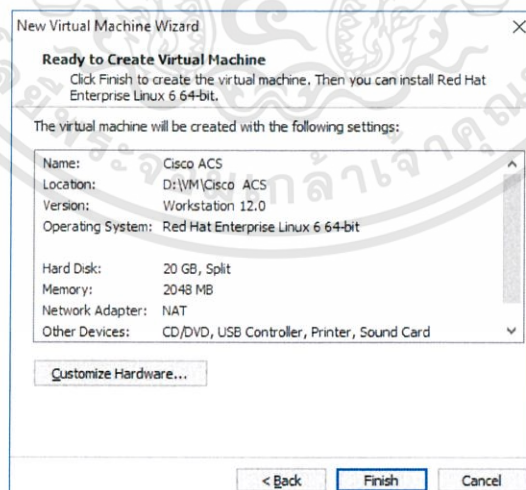 New Virtual Machine Wizard
Ready to Create Virtual Machine
Click Finish to create the virtual machine. Then you can install Red Hat
Enterprise Linux 6 64-bit.
The virtual machine will be created with the following settings:
Name: Cisco ACS
Location: D:\VM\Cisco ACS
Version: Workstation 12.0
Operating System: Red Hat Enterprise Linux 6 64-bit
Hard Disk: 20 GB, Split
Memory: 2048 MB
Network Adapter: NAT
Other Devices: CD/DVD, USB Controller, Printer, Sound Card
Customize Hardware...
< Back Finish Cancel